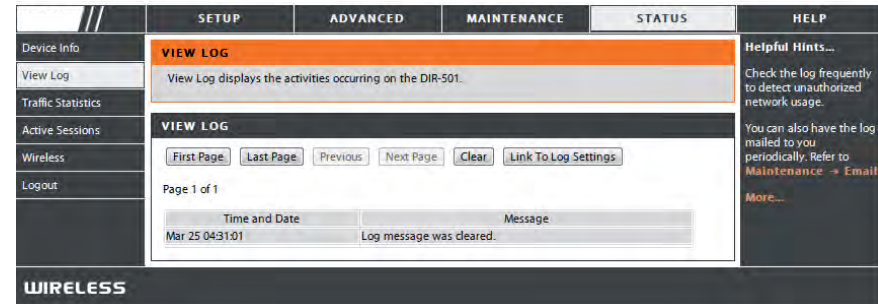 SETUP ADVANCED MAINTENANCE STATUS HELP
Device Info
View Log
Traffic Statistics
Active Sessions
Wireless
Logout
VIEW LOG
View Log displays the activities occurring on the DIR-501.
VIEW LOG
First Page Last Page Previous Next Page Clear Link To Log Settings
Page 1 of 1
Time and Date Message
Mar 25 04:31:01 Log message was cleared.
Helpful Hints...
Check the log frequently
to detect unauthorized
network usage.
You can also have the log
mailed to you
periodically. Refer to
Maintenance → Email
More...
WIRELESS